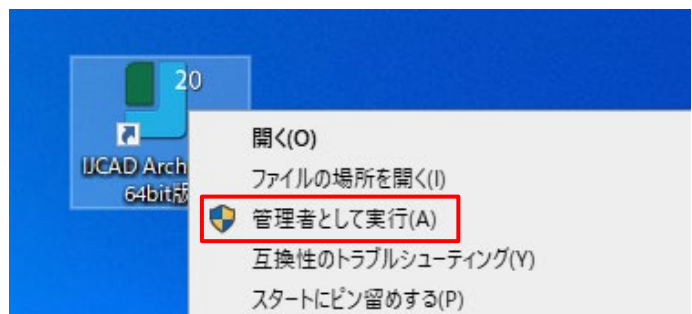 20
IJCAD Arch
64bit版
開く(O)
ファイルの場所を開く(I)
管理者として実行(A)
互換性のトラブルシューティング(Y)
スタートにピン留めする(P)